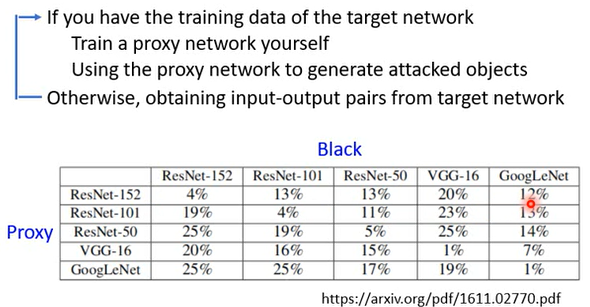 If you have the training data of the target network
Train a proxy network yourself
Using the proxy network to generate attacked objects
Otherwise, obtaining input-output pairs from target network
Black
ResNet-152 ResNet-101 ResNet-50 VGG-16 GoogLeNet
ResNet-152 4% 13% 13% 20% 12%
ResNet-101 19% 4% 11% 23% 13%
Proxy
ResNet-50 25% 19% 5% 25% 14%
VGG-16 20% 16% 15% 1% 7%
GoogLeNet 25% 25% 17% 19% 1%
https://arxiv.org/pdf/1611.02770.pdf